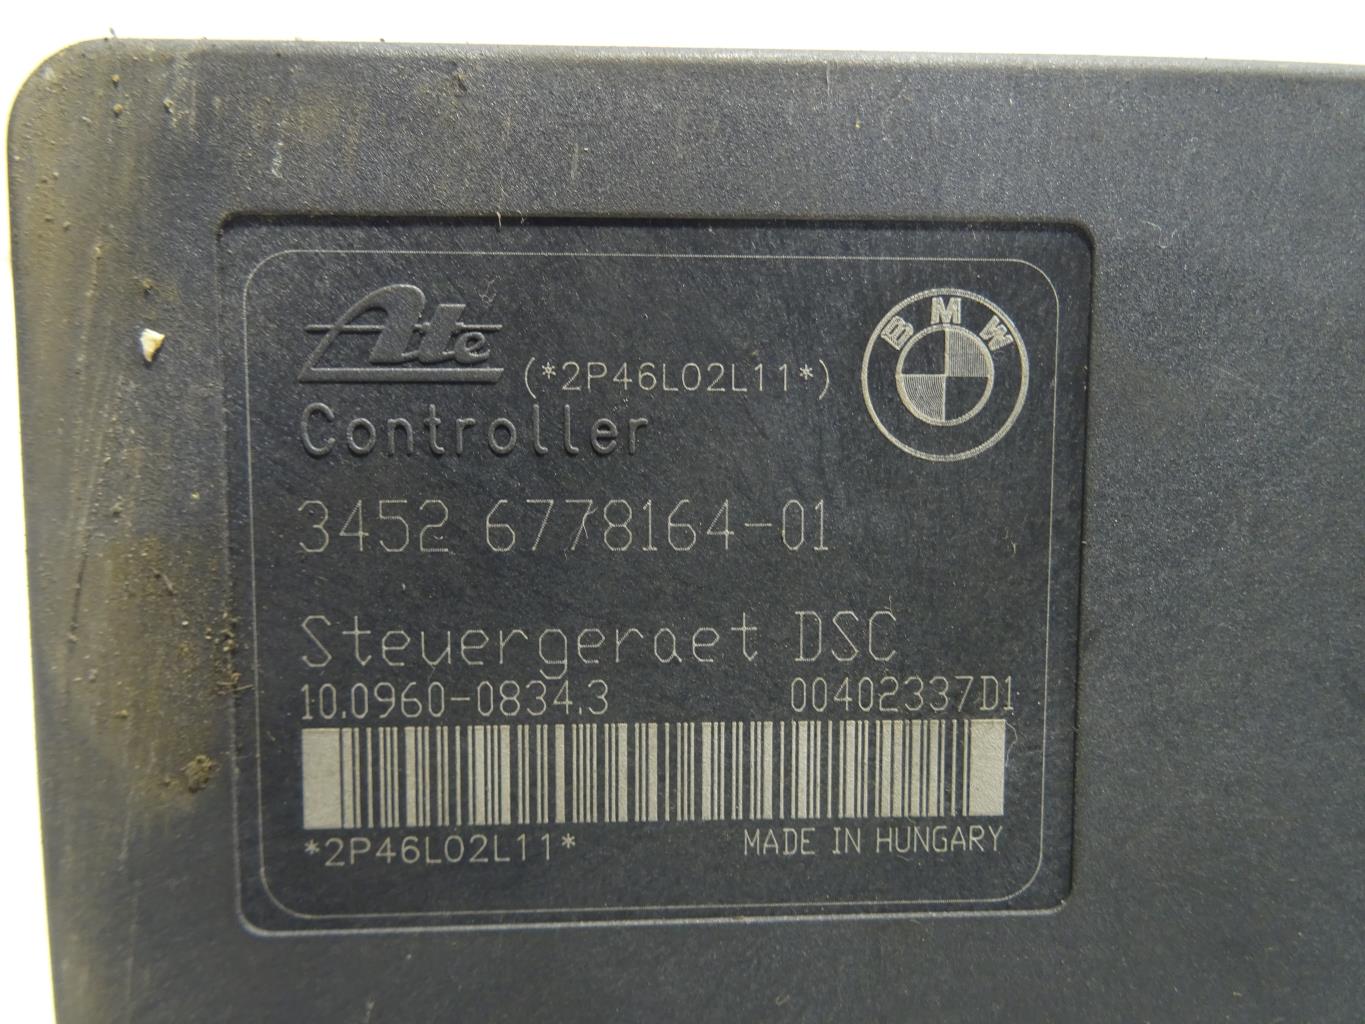 Ate (*2P46L02L11*)
BMW
Controller
3452 6778164-01
Steuergeraet DSC
10.0960-0834.3 00402337D1
*2P46L02L11* MADE IN HUNGARY